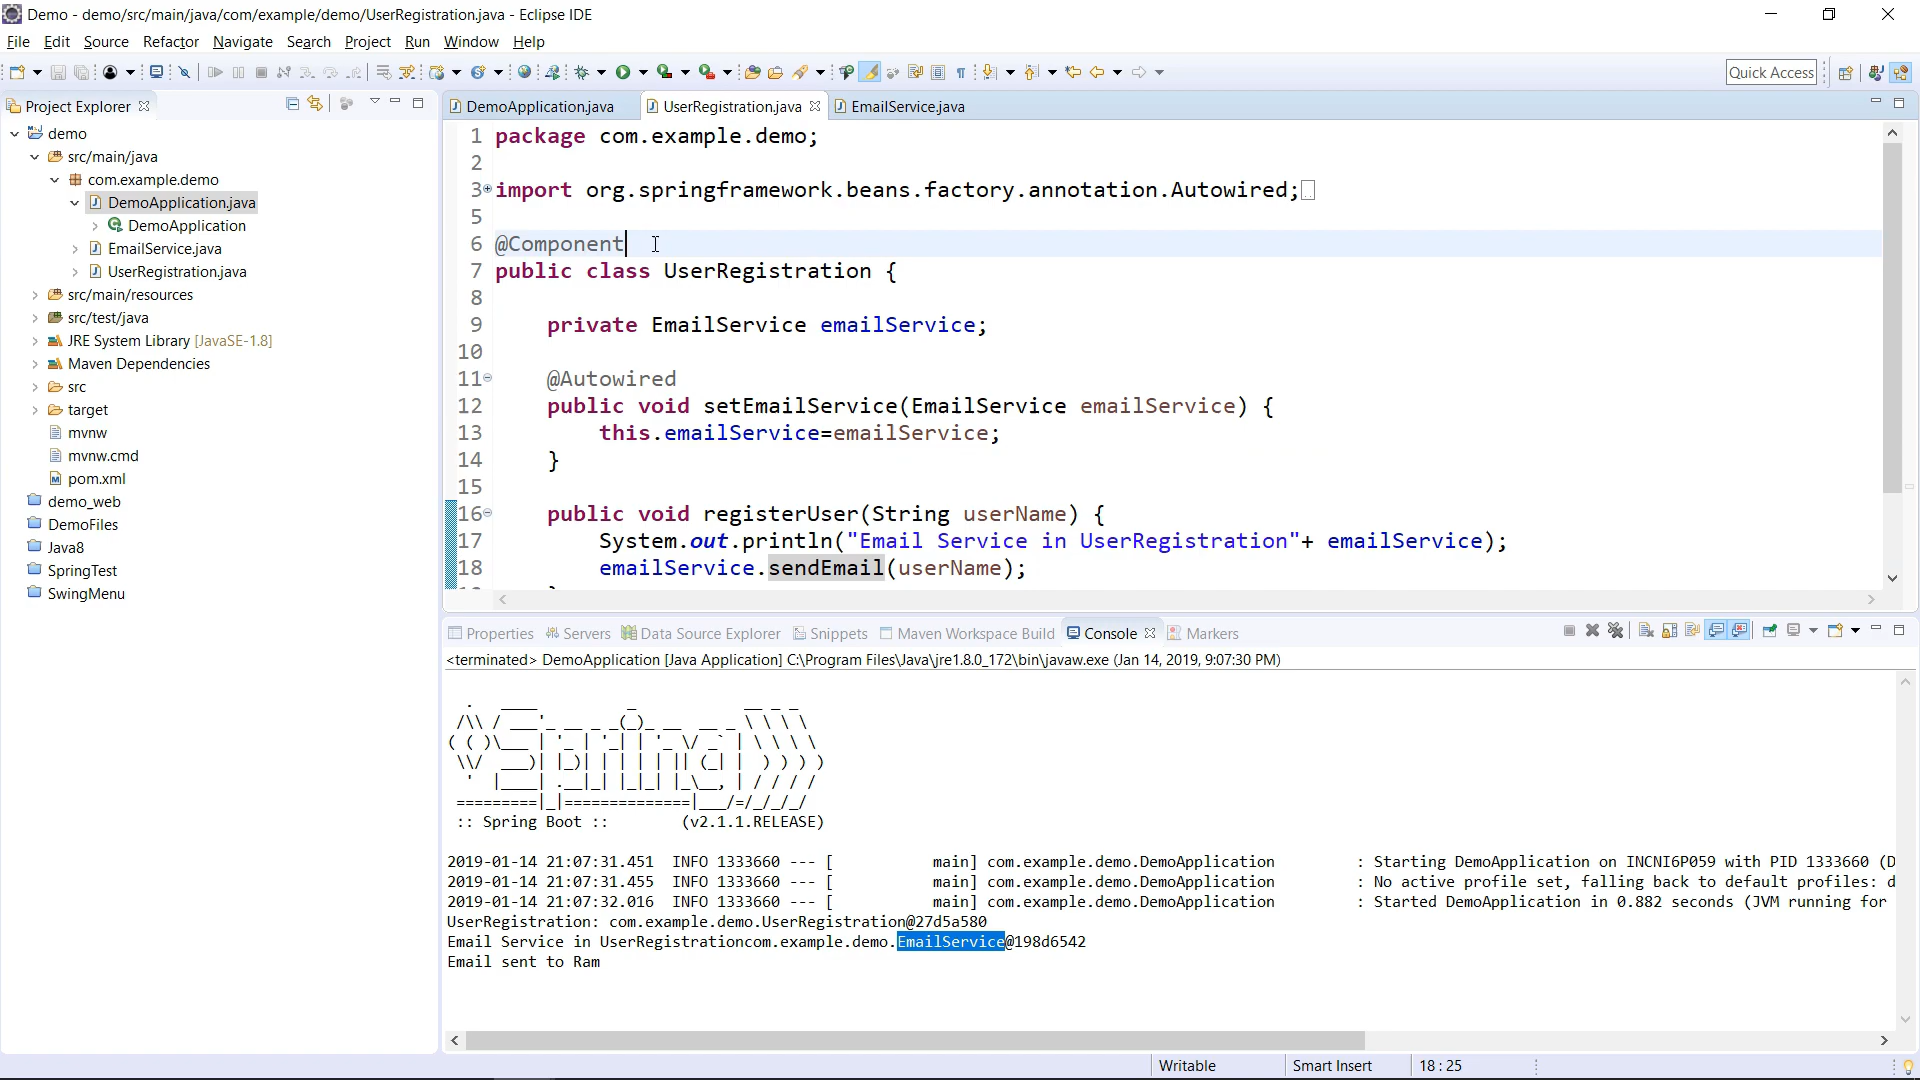 Demo - demo/src/main/java/com/example/demo/UserRegistration.java - Eclipse IDE
File Edit Source Refactor Navigate Search Project Run Window Help
Quick Access
Project Explorer
demo
src/main/java
com.example.demo
DemoApplication.java
DemoApplication
EmailService.java
UserRegistration.java
src/main/resources
src/test/java
JRE System Library [JavaSE-1.8]
Maven Dependencies
src
target
mvnw
mvnw.cmd
pom.xml
demo_web
DemoFiles
Java8
SpringTest
SwingMenu
DemoApplication.java UserRegistration.java EmailService.java
1 package com.example.demo;
2
3 import org.springframework.beans.factory.annotation.Autowired;
5
6 @Component
7 public class UserRegistration {
8
9 private EmailService emailService;
10
11 @Autowired
12 public void setEmailService(EmailService emailService) {
13 this.emailService=emailService;
14 }
15
16 public void registerUser(String userName) {
17 System.out.println("Email Service in UserRegistration"+ emailService);
18 emailService.sendEmail(userName);
Properties Servers Data Source Explorer Snippets Maven Workspace Build Console Markers
<terminated> DemoApplication [Java Application] C:\Program Files\Java\jre1.8.0_172\bin\javaw.exe (Jan 14, 2019, 9:07:30 PM)
Spring
:: Spring Boot :: (v2.1.1.RELEASE)
2019-01-14 21:07:31.451 INFO 1333660 --- [ main] com.example.demo.DemoApplication : Starting DemoApplication on INCNI6P059 with PID 1333660 (D
2019-01-14 21:07:31.455 INFO 1333660 --- [ main] com.example.demo.DemoApplication : No active profile set, falling back to default profiles: d
2019-01-14 21:07:32.016 INFO 1333660 --- [ main] com.example.demo.DemoApplication : Started DemoApplication in 0.882 seconds (JVM running for
UserRegistration: com.example.demo.UserRegistration@27d5a580
Email Service in UserRegistrationcom.example.demo.EmailService@198d6542
Email sent to Ram
Writable Smart Insert 18 : 25